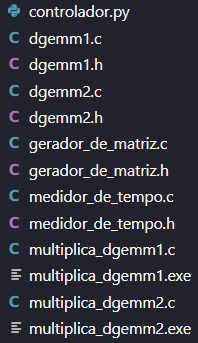 controlador.py
dgemm1.c
dgemm1.h
dgemm2.c
dgemm2.h
gerador_de_matriz.c
gerador_de_matriz.h
medidor_de_tempo.c
medidor_de_tempo.h
multiplica_dgemm1.c
multiplica_dgemm1.exe
multiplica_dgemm2.c
multiplica_dgemm2.exe